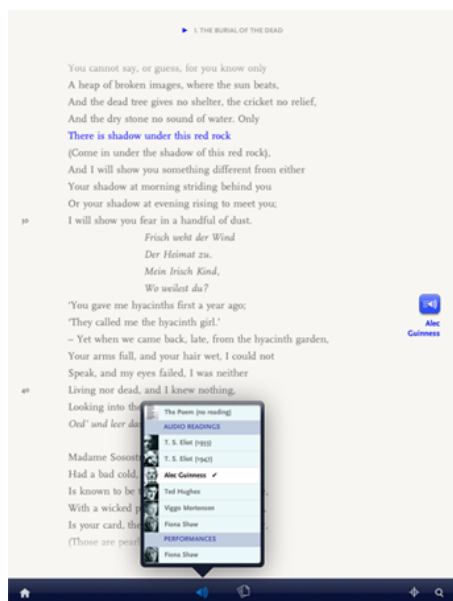 I. THE BURIAL OF THE DEAD
You cannot say, or guess, for you know only
A heap of broken images, where the sun beats,
And the dead tree gives no shelter, the cricket no relief,
And the dry stone no sound of water. Only
There is shadow under this red rock
(Come in under the shadow of this red rock),
And I will show you something different from either
Your shadow at morning striding behind you
Or your shadow at evening rising to meet you;
30 I will show you fear in a handful of dust.
Frisch weht der Wind
Der Heimat zu.
Mein Irisch Kind,
Wo weilest du?
'You gave me hyacinths first a year ago;
'They called me the hyacinth girl.'
– Yet when we came back, late, from the hyacinth garden,
Your arms full, and your hair wet, I could not
Speak, and my eyes failed, I was neither
40 Living nor dead, and I knew nothing,
Looking into the
Oed' und leer das
Madame Sosost
Had a bad cold,
Is known to be
With a wicked p
Is your card, the
(Those are pearl
Alec
Guinness
The Poem (no reading)
AUDIO READINGS
T. S. Eliot (1933)
T. S. Eliot (1947)
Alec Guinness ✓
Ted Hughes
Viggo Mortensen
Fiona Shaw
PERFORMANCES
Fiona Shaw